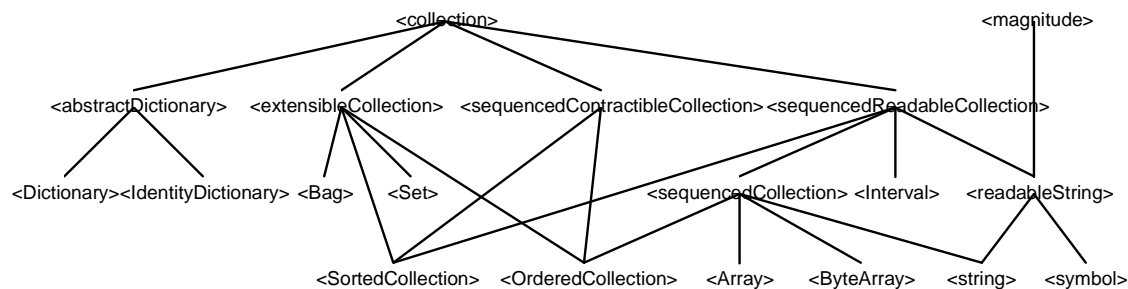 <collection> <magnitude>
<abstractDictionary> <extensibleCollection> <sequencedContractibleCollection> <sequencedReadableCollection>
<Dictionary> <IdentityDictionary> <Bag> <Set> <sequencedCollection> <Interval> <readableString>
<SortedCollection> <OrderedCollection> <Array> <ByteArray> <string> <symbol>